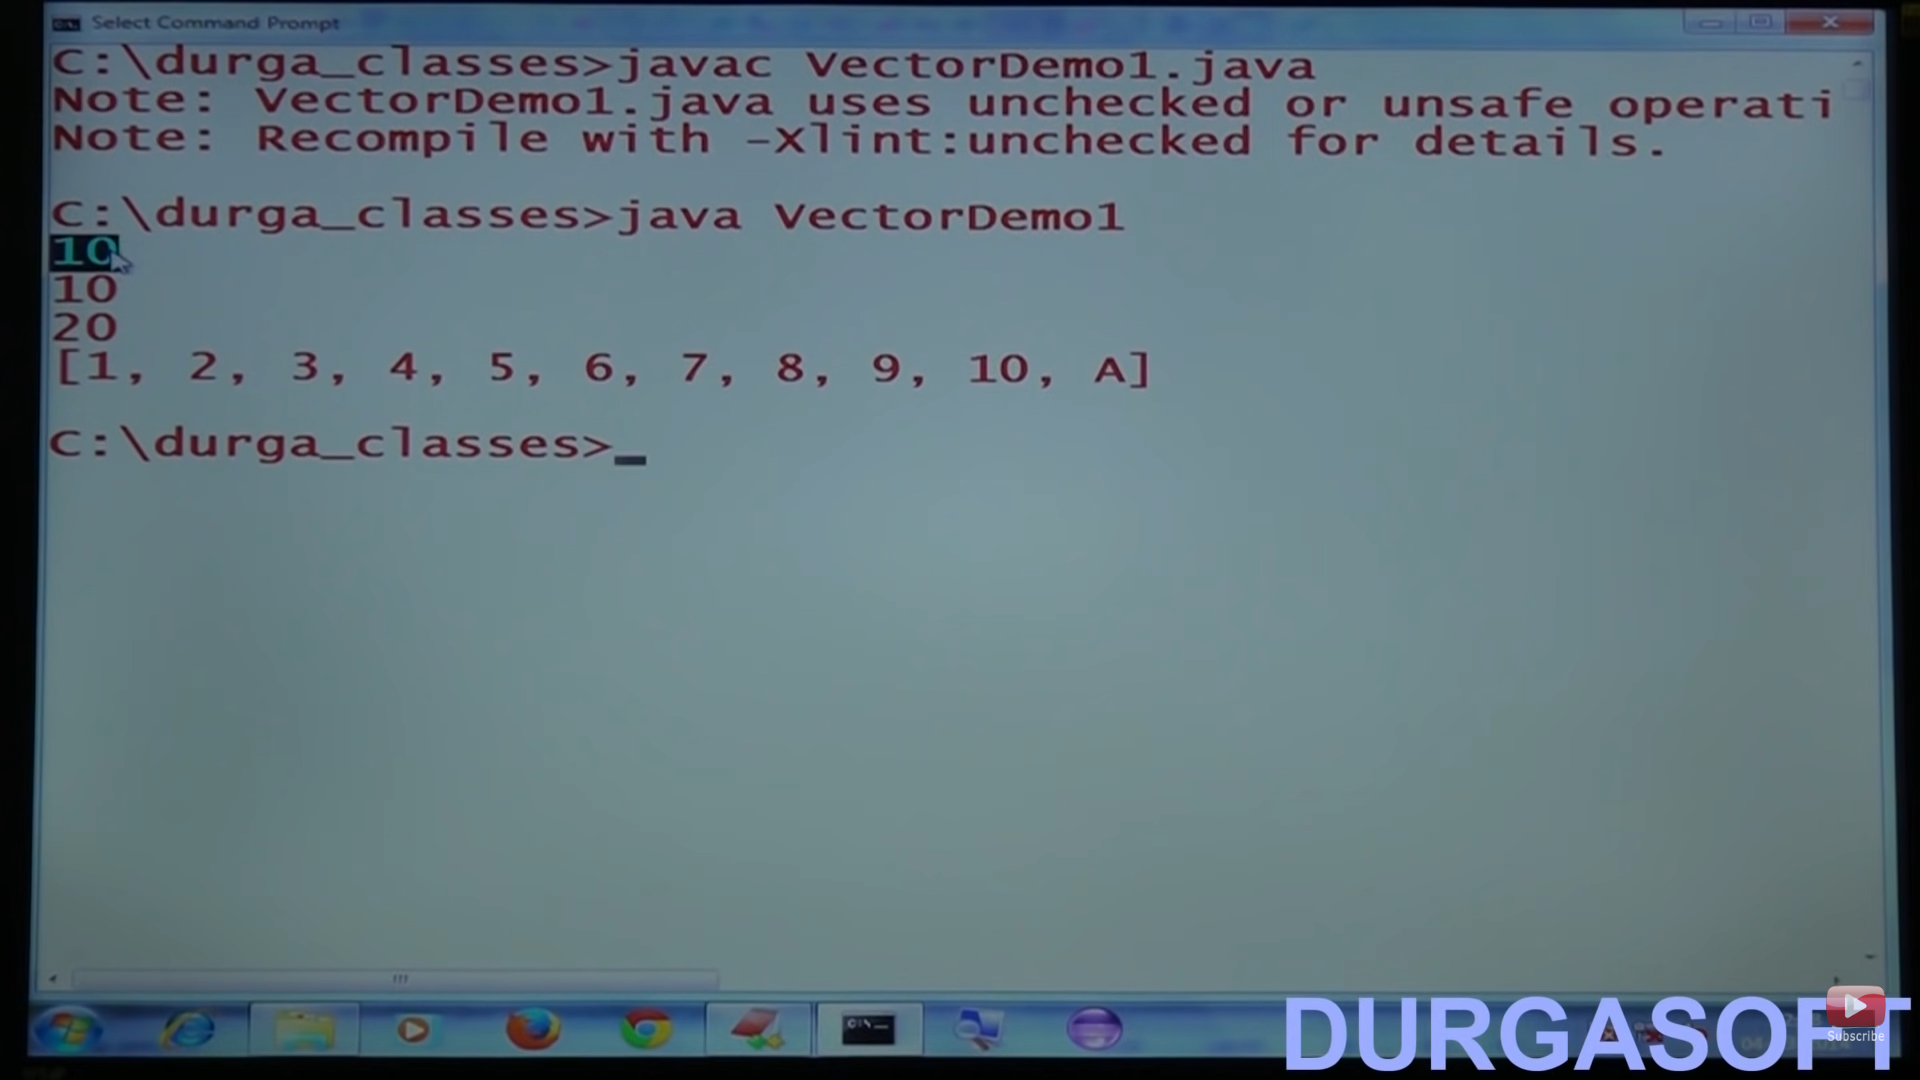 Select Command Prompt
C:\durga_classes>javac VectorDemo1.java
Note: VectorDemo1.java uses unchecked or unsafe operati
Note: Recompile with -Xlint:unchecked for details.
C:\durga_classes>java VectorDemo1
10
10
20
[1, 2, 3, 4, 5, 6, 7, 8, 9, 10, A]
C:\durga_classes>_
DURGASOFT
Subscribe